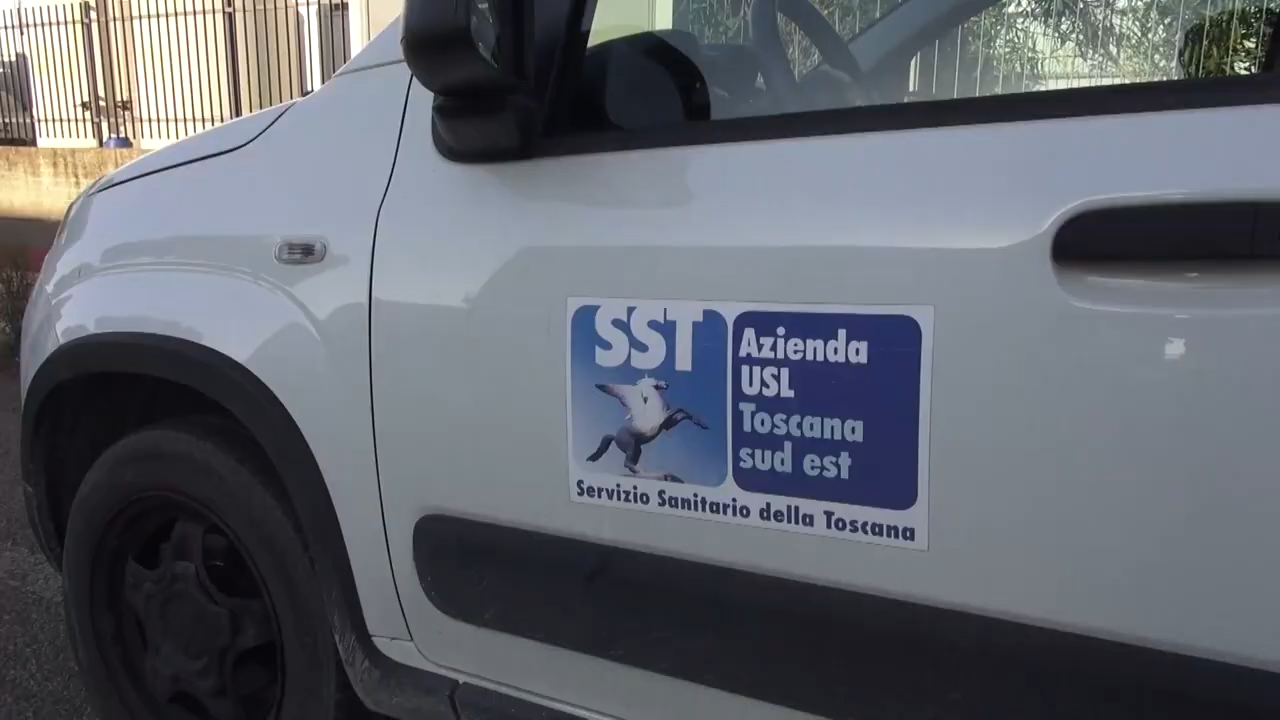 SST
Azienda
USL
Toscana
sud est
Servizio Sanitario della Toscana